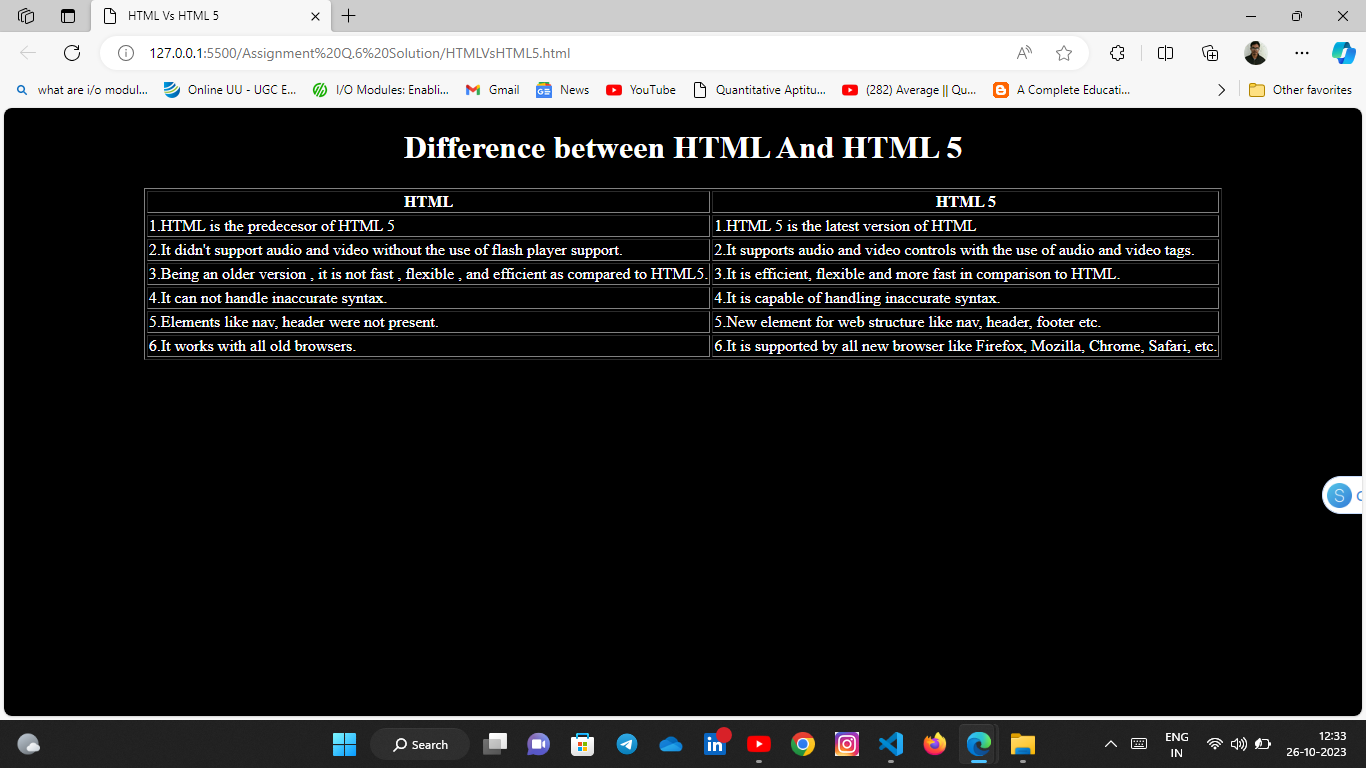 HTML Vs HTML 5
127.0.0.1:5500/Assignment%20Q.6%20Solution/HTMLVsHTML5.html
what are i/o modul... Online UU - UGC E... I/O Modules: Enabli... Gmail News YouTube Quantitative Aptitu... (282) Average || Qu... A Complete Educati... Other favorites
Difference between HTML And HTML 5
HTML HTML 5
1.HTML is the predecesor of HTML 5 1.HTML 5 is the latest version of HTML
2.It didn't support audio and video without the use of flash player support. 2.It supports audio and video controls with the use of audio and video tags.
3.Being an older version , it is not fast , flexible , and efficient as compared to HTML5. 3.It is efficient, flexible and more fast in comparison to HTML.
4.It can not handle inaccurate syntax. 4.It is capable of handling inaccurate syntax.
5.Elements like nav, header were not present. 5.New element for web structure like nav, header, footer etc.
6.It works with all old browsers. 6.It is supported by all new browser like Firefox, Mozilla, Chrome, Safari, etc.
Search
ENG
IN
12:33
26-10-2023